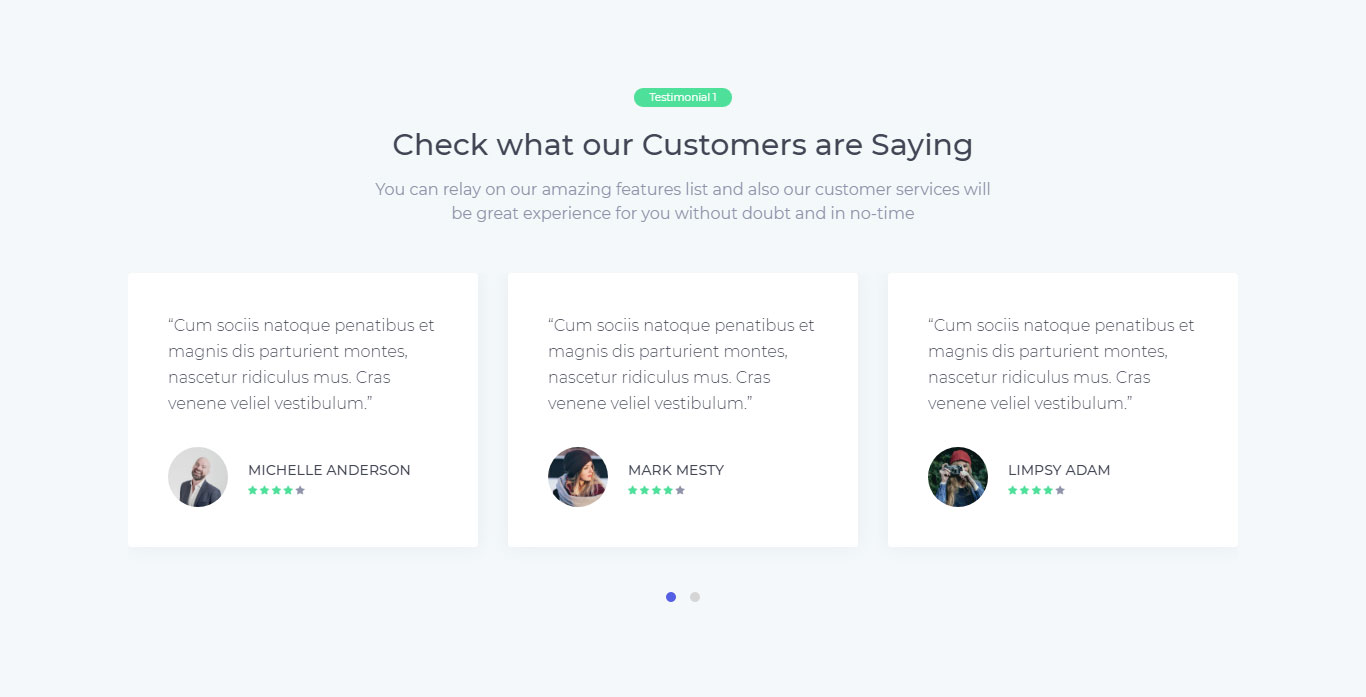 Testimonial 1
Check what our Customers are Saying
You can relay on our amazing features list and also our customer services will
be great experience for you without doubt and in no-time
“Cum sociis natoque penatibus et
magnis dis parturient montes,
nascetur ridiculus mus. Cras
venene veliel vestibulum.”
MICHELLE ANDERSON
“Cum sociis natoque penatibus et
magnis dis parturient montes,
nascetur ridiculus mus. Cras
venene veliel vestibulum.”
MARK MESTY
“Cum sociis natoque penatibus et
magnis dis parturient montes,
nascetur ridiculus mus. Cras
venene veliel vestibulum.”
LIMPSY ADAM